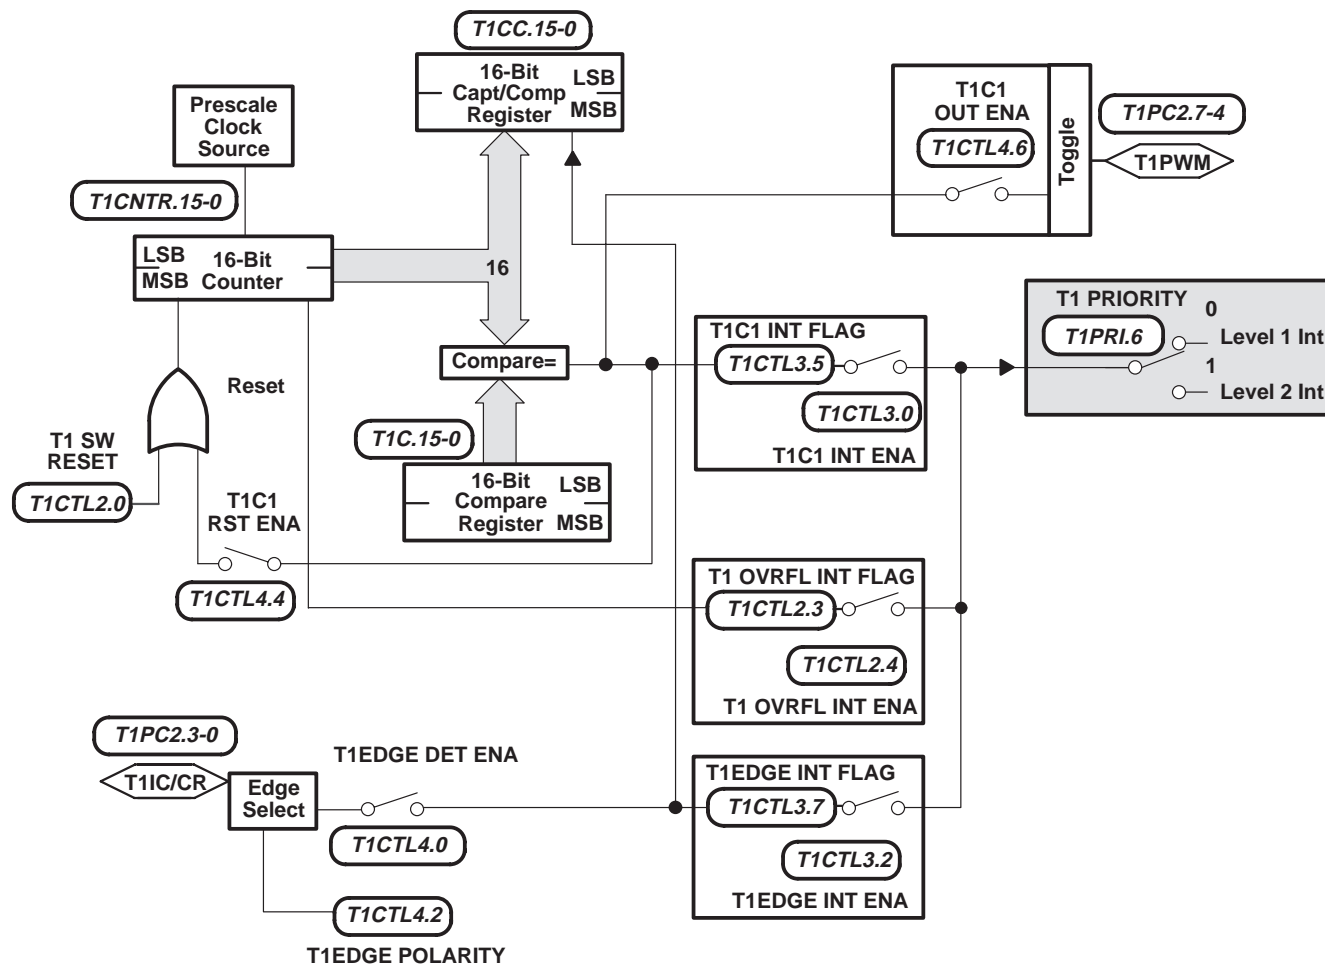 T1CC.15-0
16-Bit
Capt/Comp
Register
LSB
MSB
Prescale
Clock
Source
T1CNTR.15-0
LSB
MSB
16-Bit
Counter
16
T1C1
OUT ENA
T1CTL4.6
Toggle
T1PC2.7-4
T1PWM
Compare=
T1C1 INT FLAG
T1CTL3.5
T1CTL3.0
T1C1 INT ENA
T1 PRIORITY
T1PRI.6
0
Level 1 Int
1
Level 2 Int
Reset
T1 SW
RESET
T1CTL2.0
T1C1
RST ENA
T1CTL4.4
T1C.15-0
16-Bit
Compare
Register
LSB
MSB
T1 OVRFL INT FLAG
T1CTL2.3
T1CTL2.4
T1 OVRFL INT ENA
T1PC2.3-0
T1IC/CR
Edge
Select
T1EDGE DET ENA
T1CTL4.0
T1CTL4.2
T1EDGE POLARITY
T1EDGE INT FLAG
T1CTL3.7
T1CTL3.2
T1EDGE INT ENA